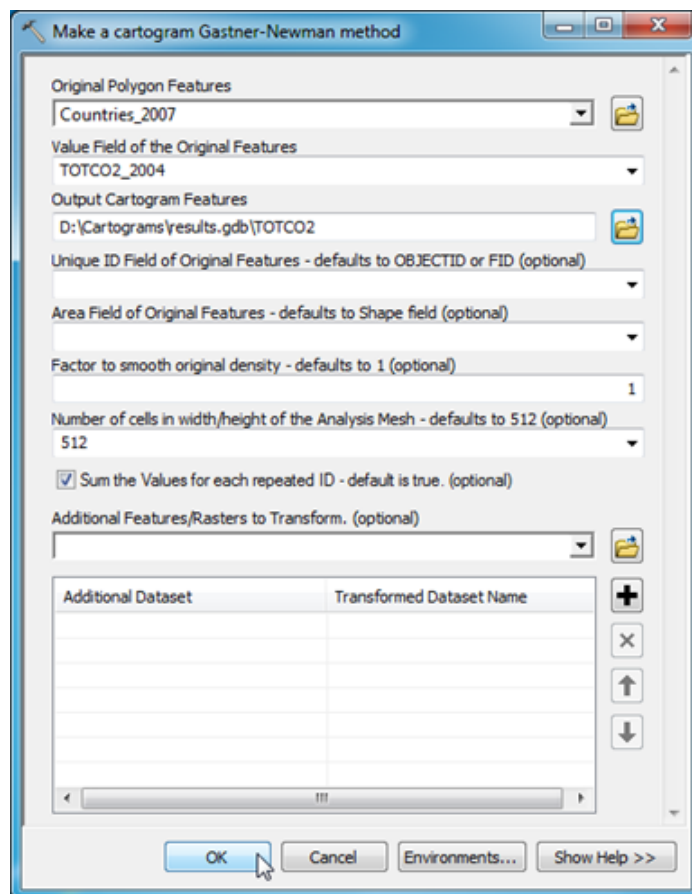 Make a cartogram Gastner-Newman method
Original Polygon Features
Countries_2007
Value Field of the Original Features
TOTCO2_2004
Output Cartogram Features
D:\Cartograms\results.gdb\TOTCO2
Unique ID Field of Original Features - defaults to OBJECTID or FID (optional)
Area Field of Original Features - defaults to Shape field (optional)
Factor to smooth original density - defaults to 1 (optional)
1
Number of cells in width/height of the Analysis Mesh - defaults to 512 (optional)
512
Sum the Values for each repeated ID - default is true. (optional)
Additional Features/Rasters to Transform. (optional)
Additional Dataset Transformed Dataset Name
OK Cancel Environments... Show Help >>